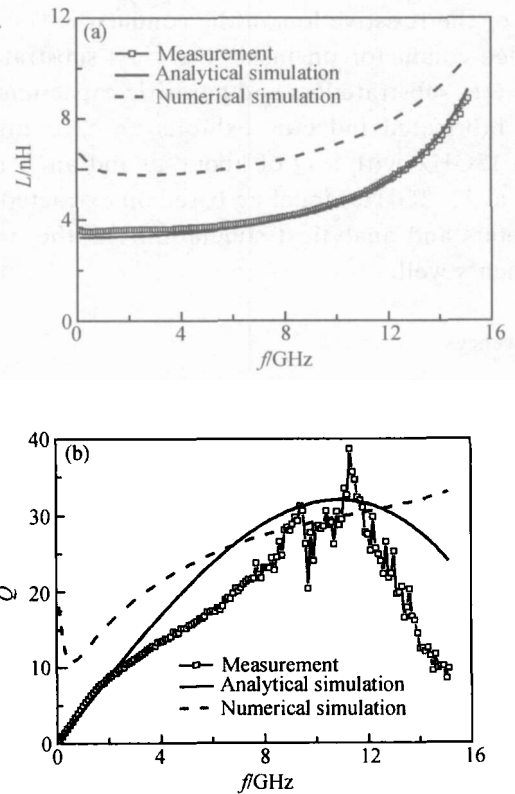 12
(a)
Measurement
Analytical simulation
Numerical simulation
8
L/nH
4
0
0 4 8 12 16
f/GHz
40
(b)
30
Q
20
10
Measurement
Analytical simulation
Numerical simulation
0
0 4 8 12 16
f/GHz